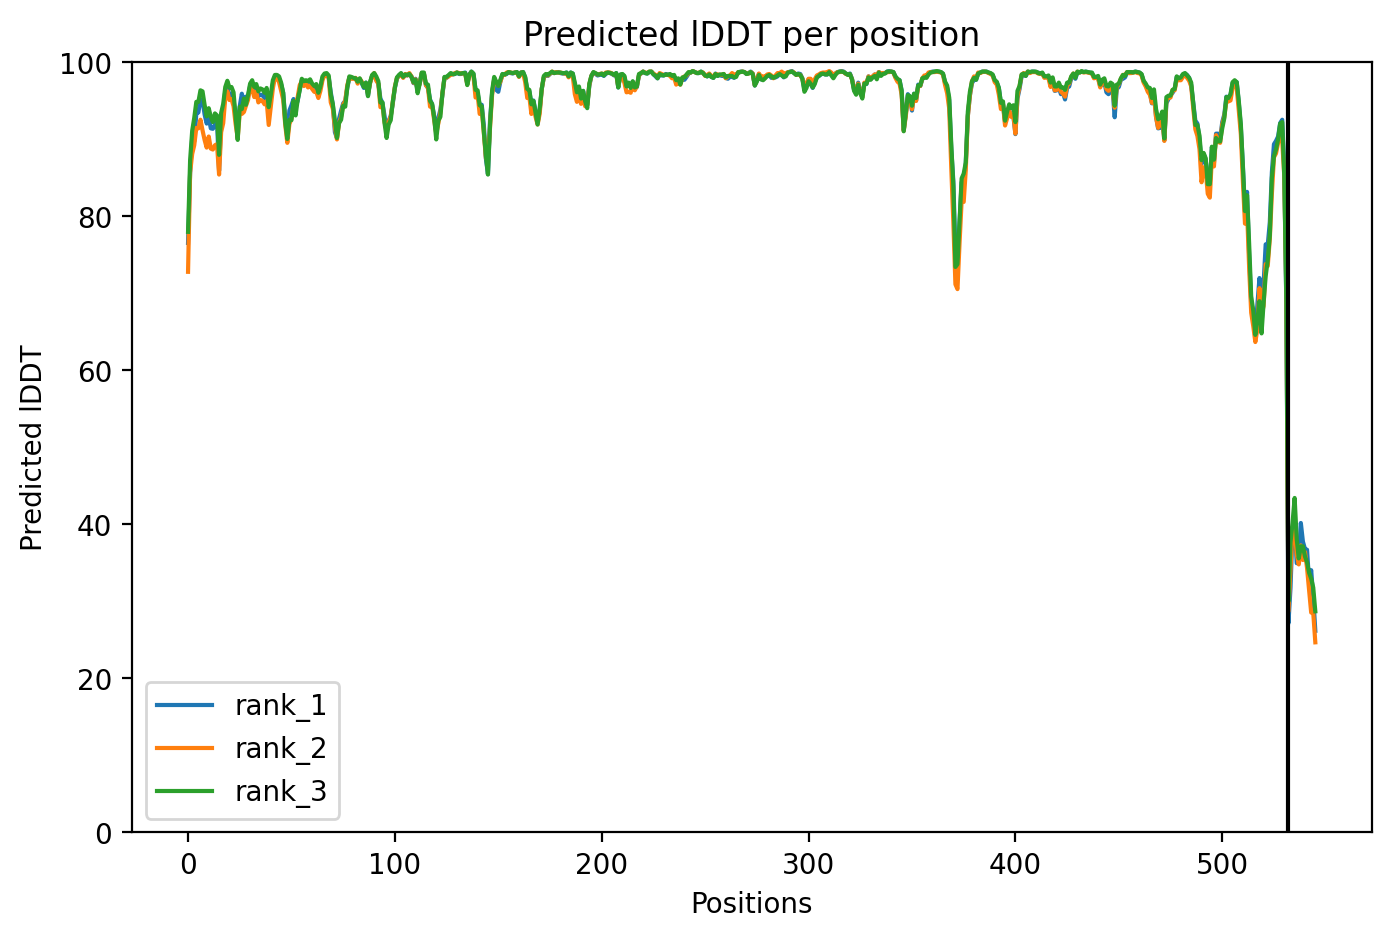 Predicted lDDT per position
100
80
60
40
20
0
Predicted lDDT
rank_1
rank_2
rank_3
0 100 200 300 400 500
Positions